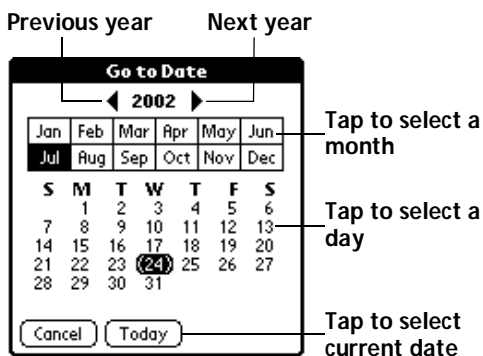 Previous year Next year
Go to Date
2002
Jan Feb Mar Apr May Jun
Tap to select a
month
Jul Aug Sep Oct Nov Dec
S M T W T F S
1 2 3 4 5 6
Tap to select a
day
7 8 9 10 11 12 13
14 15 16 17 18 19 20
21 22 23 24 25 26 27
28 29 30 31
Cancel Today
Tap to select
current date